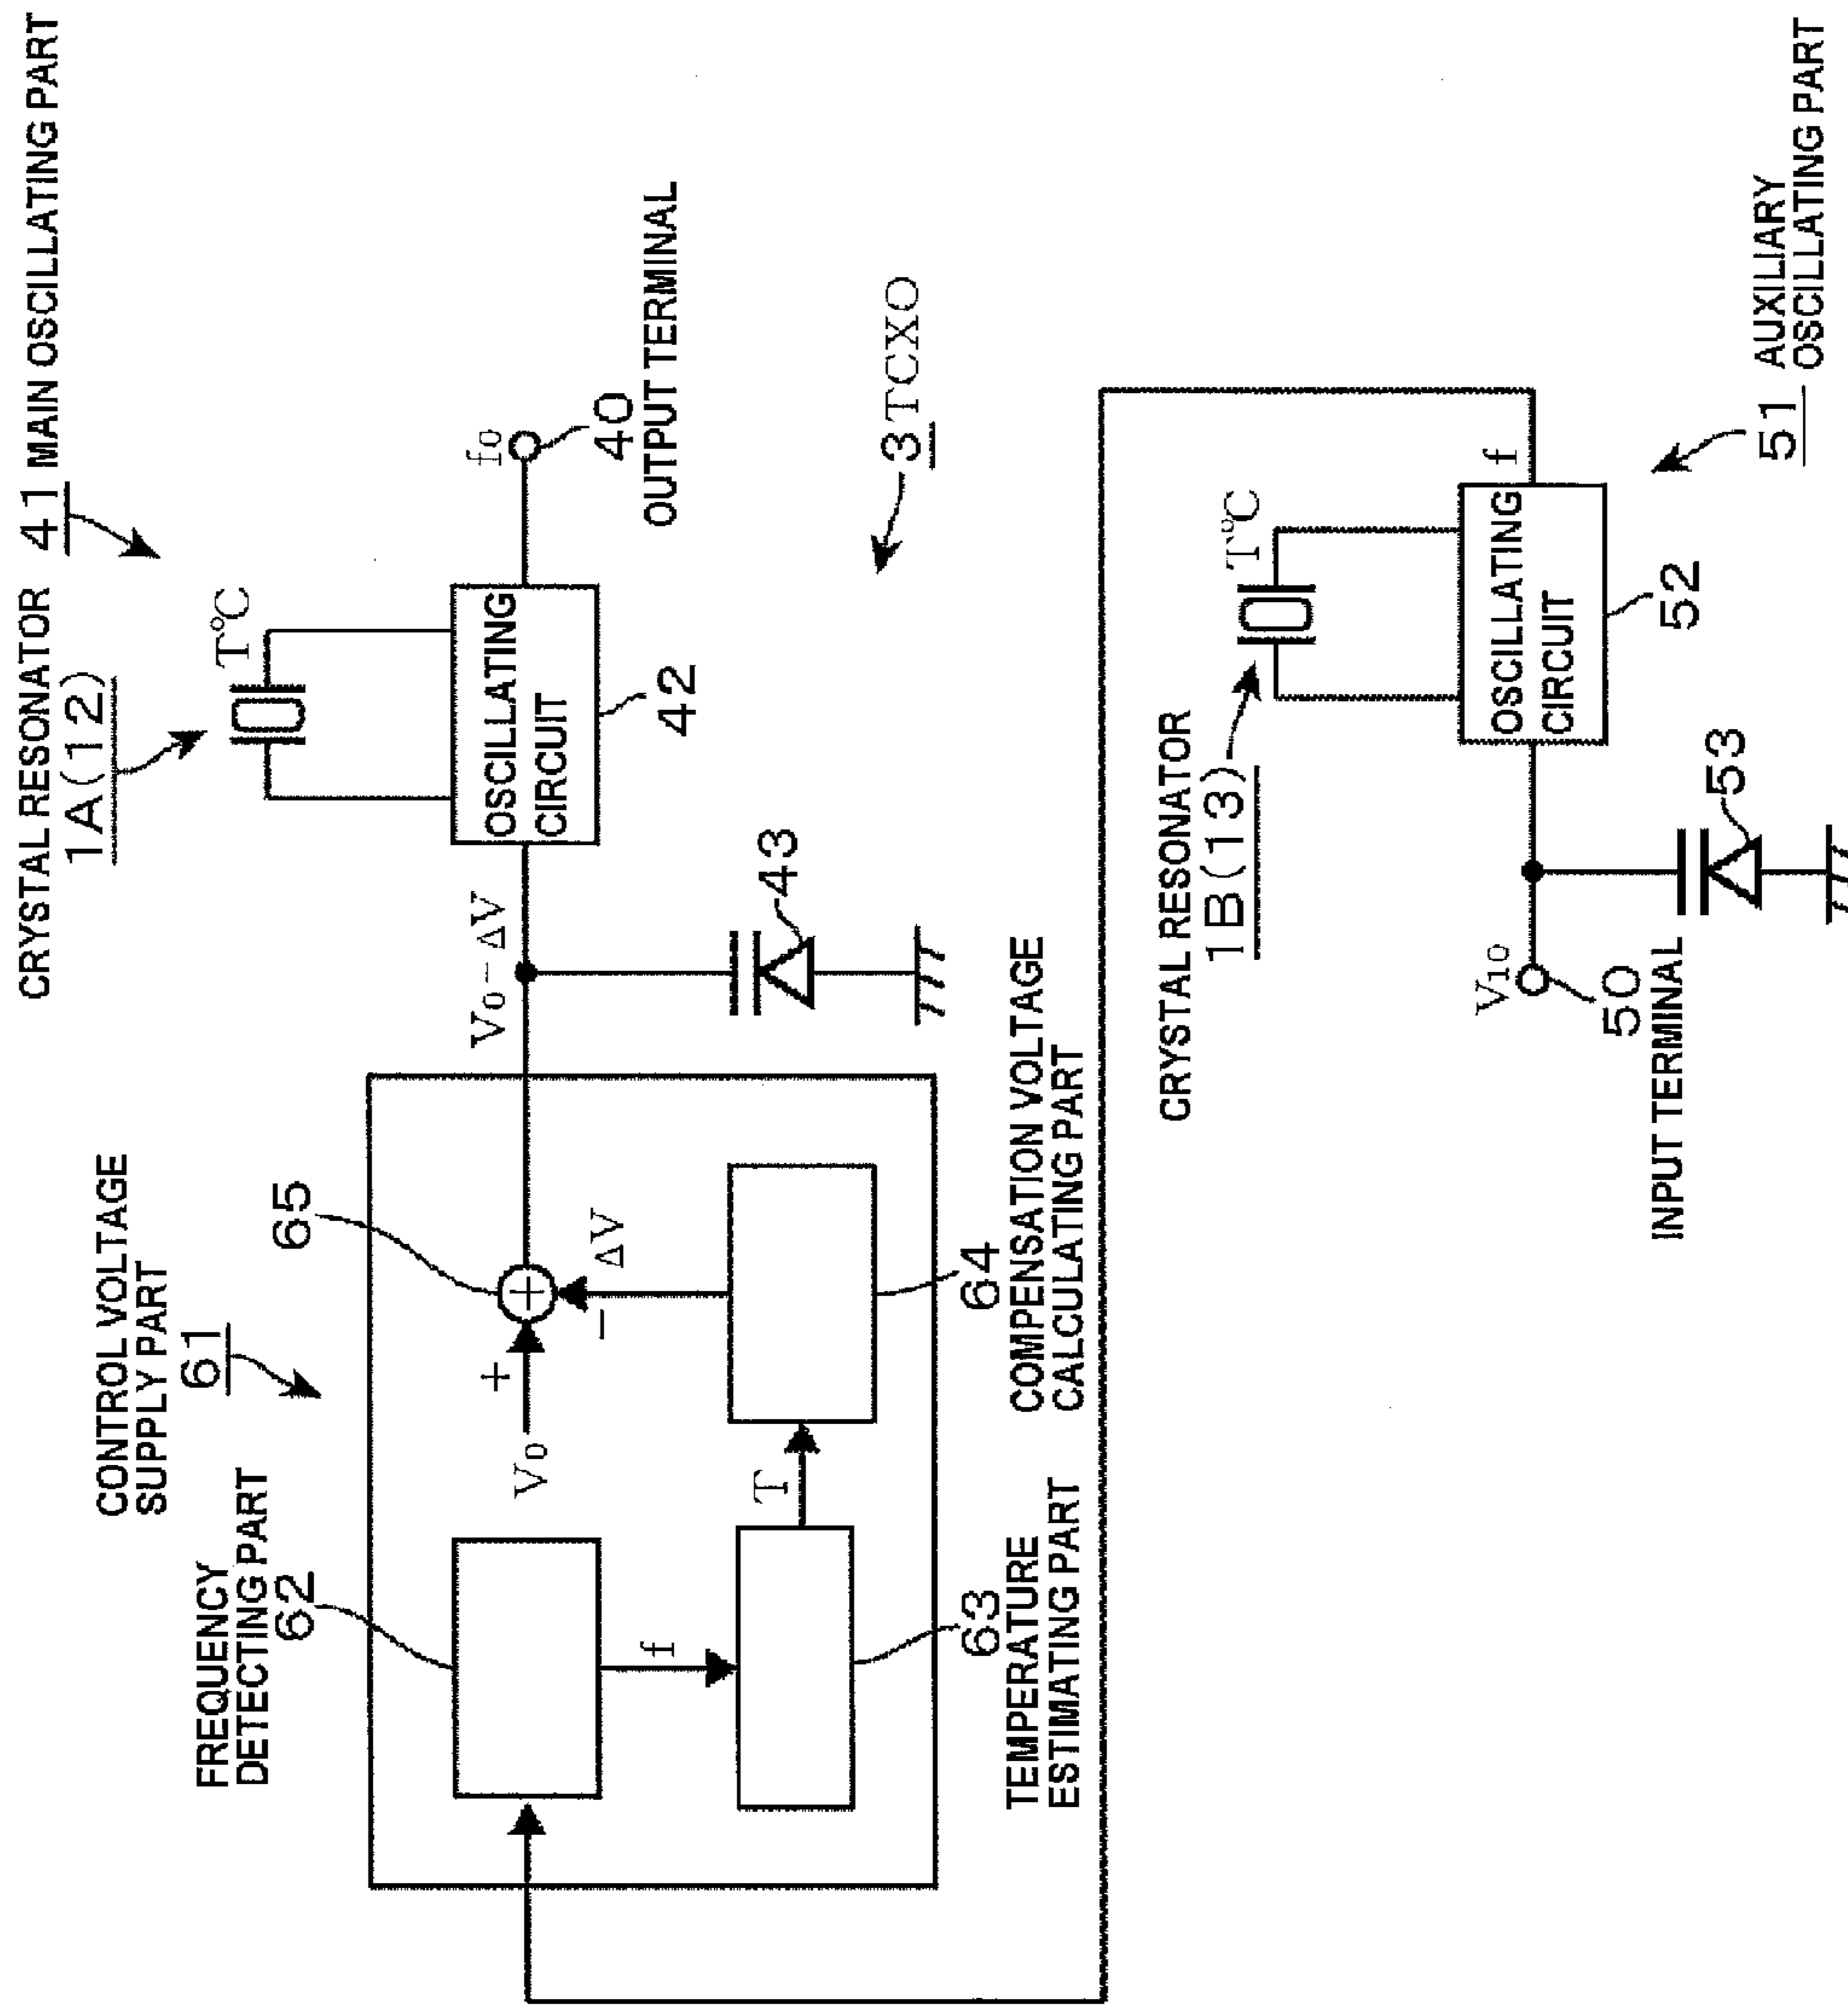 CRYSTAL RESONATOR
1A(12)
41 MAIN OSCILLATING PART
T℃
CONTROL VOLTAGE
SUPPLY PART
61
65
FREQUENCY
DETECTING PART
62
V₀-ΔV
OSCILLATING
CIRCUIT
42
f₀
40
OUTPUT TERMINAL
43
+
V₀
−
ΔV
f
T
64
COMPENSATION VOLTAGE
CALCULATING PART
63
TEMPERATURE
ESTIMATING PART
3 TCXO
CRYSTAL RESONATOR
1B(13)
T℃
V₁₀
50
INPUT TERMINAL
OSCILLATING
CIRCUIT
52
f
53
51 AUXILIARY
OSCILLATING PART